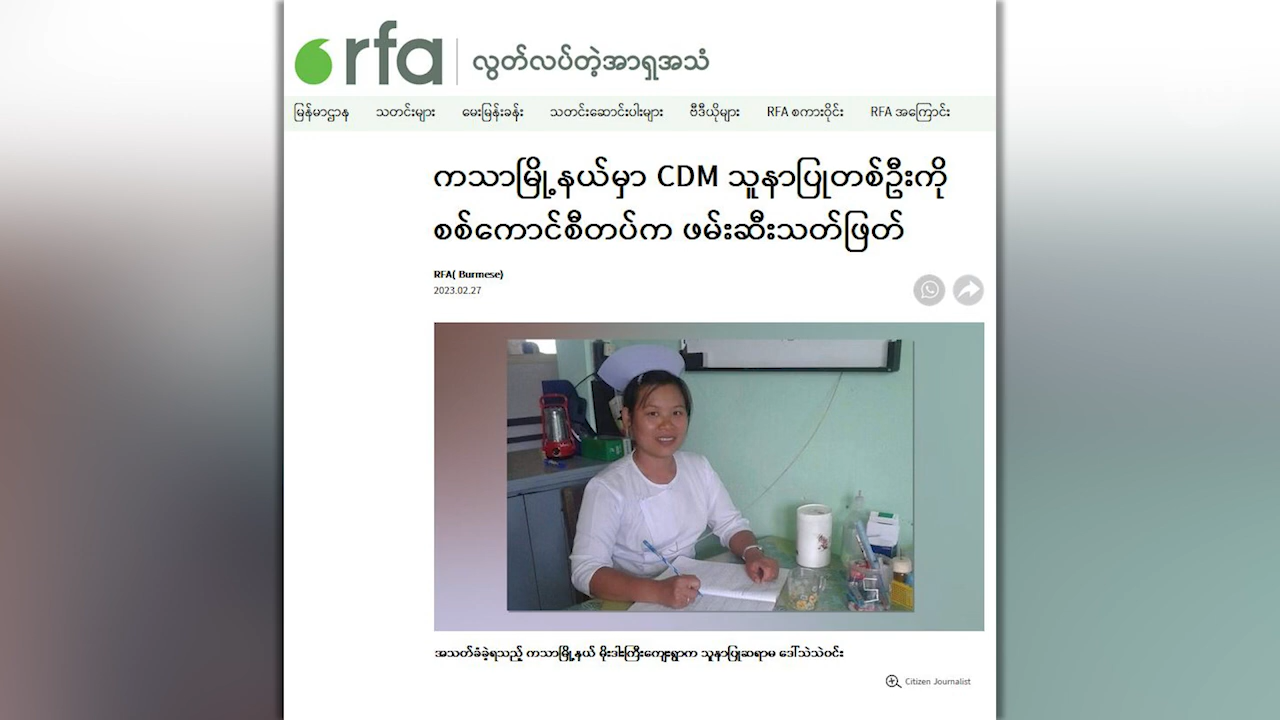 rfa
လွတ်လပ်တဲ့အာရှအသံ
မြန်မာဌာန သတင်းများ မေးမြန်းခန်း သတင်းဆောင်းပါးများ ဗီဒီယိုများ RFA စကားဝိုင်း RFA အကြောင်း
ကသာမြို့နယ်မှာ CDM သူနာပြုတစ်ဦးကို
စစ်ကောင်စီတပ်က ဖမ်းဆီးသတ်ဖြတ်
RFA( Burmese)
2023.02.27
အသတ်ခံခဲ့ရသည့် ကသာမြို့နယ် မိုးဒါးကြီးကျေးရွာက သူနာပြုဆရာမ ဒေါ်သဲသဲဝင်း
Citizen Journalist